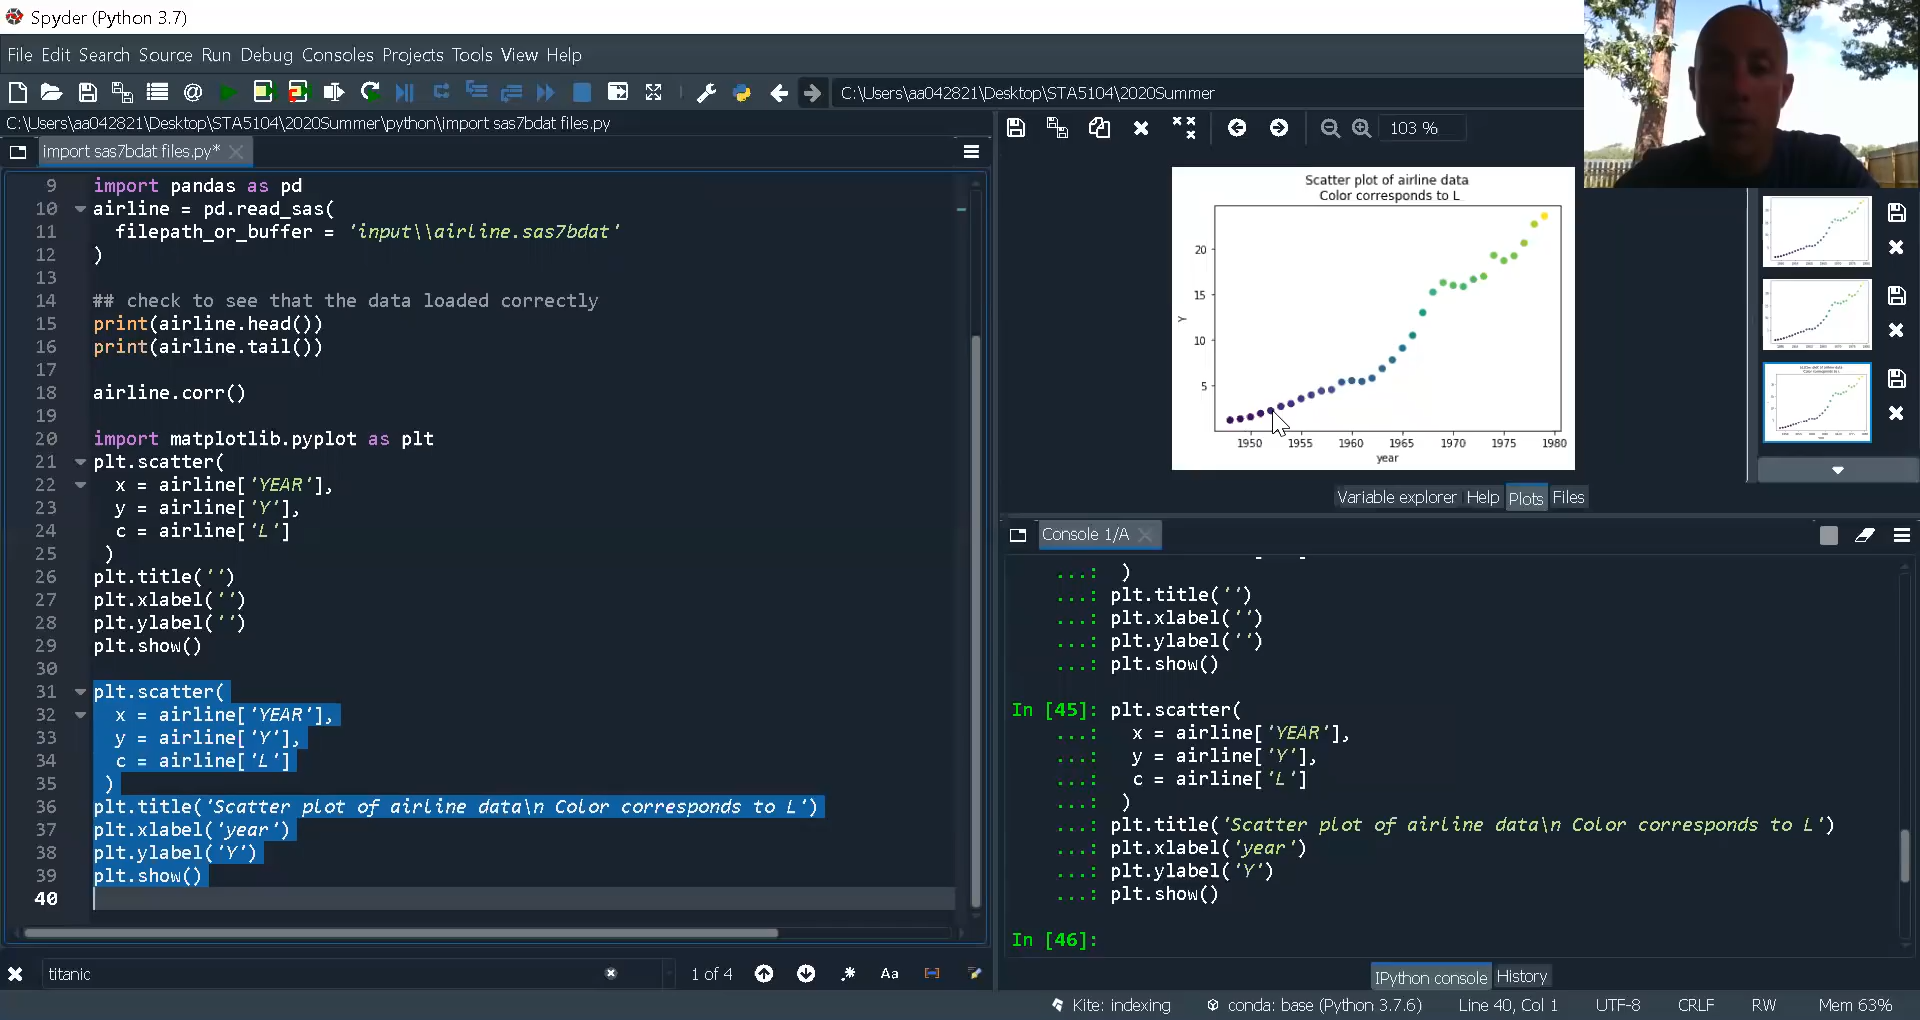 Spyder (Python 3.7)
File Edit Search Source Run Debug Consoles Projects Tools View Help
C:\Users\aa042821\Desktop\STA5104\2020Summer
C:\Users\aa042821\Desktop\STA5104\2020Summer\python\import sas7bdat files.py
import sas7bdat files.py*
9 import pandas as pd
10 airline = pd.read_sas(
11 filepath_or_buffer = 'input\\airline.sas7bdat'
12 )
13
14 ## check to see that the data loaded correctly
15 print(airline.head())
16 print(airline.tail())
17
18 airline.corr()
19
20 import matplotlib.pyplot as plt
21 plt.scatter(
22 x = airline['YEAR'],
23 y = airline['Y'],
24 c = airline['L']
25 )
26 plt.title('')
27 plt.xlabel('')
28 plt.ylabel('')
29 plt.show()
30
31 plt.scatter(
32 x = airline['YEAR'],
33 y = airline['Y'],
34 c = airline['L']
35 )
36 plt.title('Scatter plot of airline data\n Color corresponds to L')
37 plt.xlabel('year')
38 plt.ylabel('Y')
39 plt.show()
40
titanic
1 of 4
Aa
103 %
Scatter plot of airline data
Color corresponds to L
20
15
10
5
Y
1950 1955 1960 1965 1970 1975 1980
year
Variable explorer Help Plots Files
Console 1/A
...: )
...: plt.title('')
...: plt.xlabel('')
...: plt.ylabel('')
...: plt.show()
In [45]: plt.scatter(
...: x = airline['YEAR'],
...: y = airline['Y'],
...: c = airline['L']
...: )
...: plt.title('Scatter plot of airline data\n Color corresponds to L')
...: plt.xlabel('year')
...: plt.ylabel('Y')
...: plt.show()
In [46]:
IPython console History
Kite: indexing conda: base (Python 3.7.6) Line 40, Col 1 UTF-8 CRLF RW Mem 63%